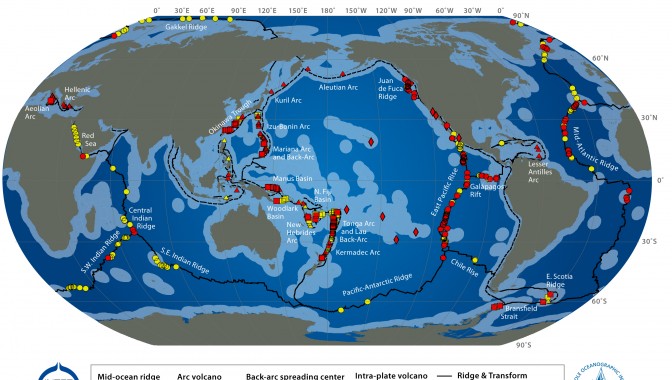 0°
30°
60°
90°
120°
150°
180°
150°
120°
90°
60°
30°
0°
90°N
Gakkel Ridge
60°N
Aleutian Arc
Juan
de Fuca
Ridge
Hellenic
Arc
Aeolian
Arc
Kuril Arc
Okinawa Trough
30°N
Izu-Bonin Arc
Red
Sea
Mid-Atlantic Ridge
Mariana Arc
and Back-Arc
Lesser
Antilles
Arc
Manus Basin
0°
Galápagos
Rift
N. Fiji
Basin
East Pacific Rise
Woodlark
Basin
Central
Indian
Ridge
New
Hebrides
Arc
Tonga Arc
and Lau
Back-Arc
30°S
S.W. Indian Ridge
S.E. Indian Ridge
Kermadec Arc
Chile Rise
Pacific-Antarctic Ridge
E. Scotia
Ridge
60°S
Bransfield
Strait
90°S
Mid-ocean ridge
Arc volcano
Back-arc spreading center
Intra-plate volcano
Ridge & Transform